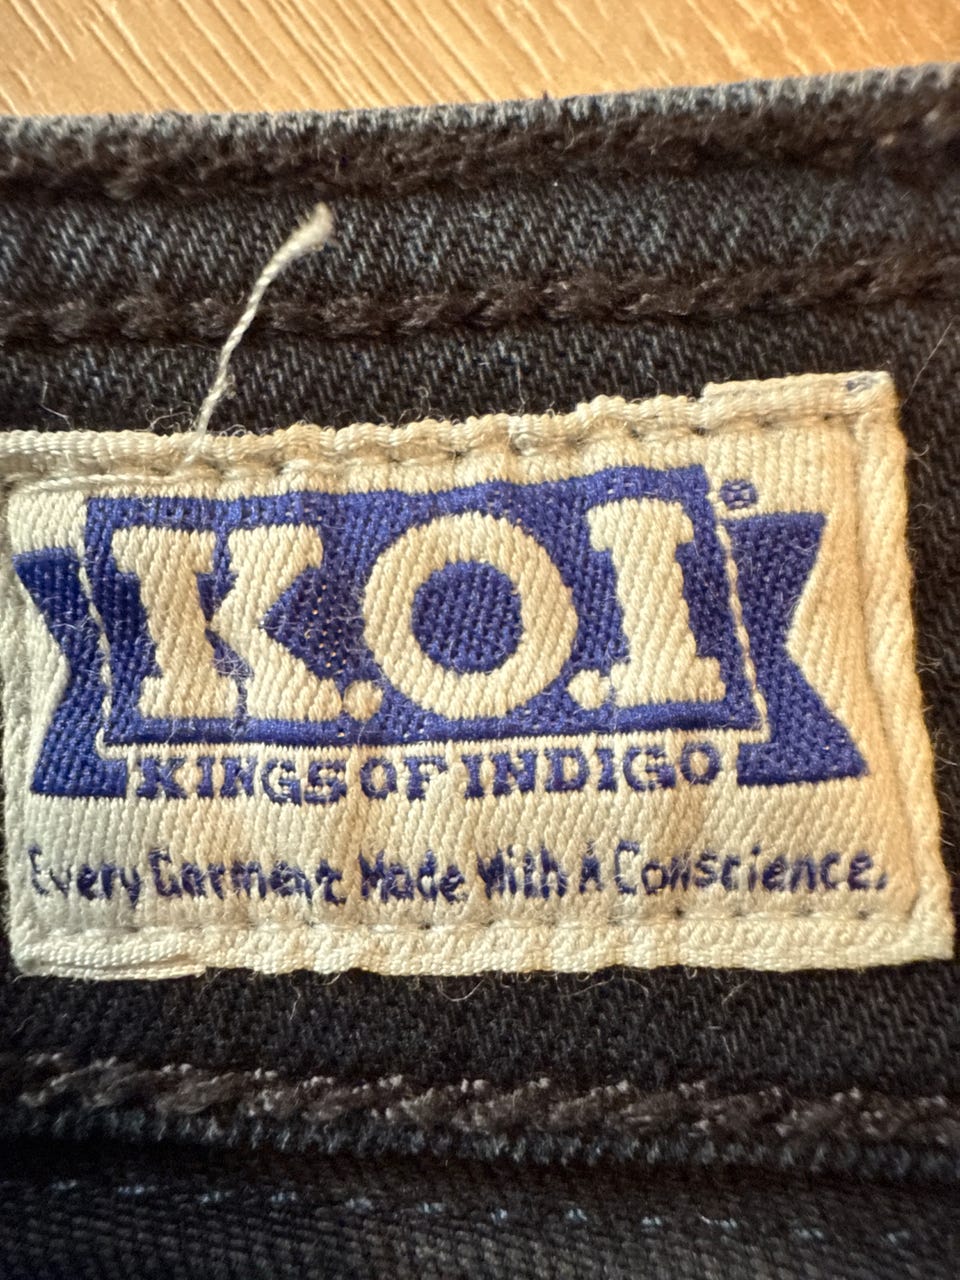 K.O.I®
KINGS OF INDIGO
Every Garment Made With A Conscience.